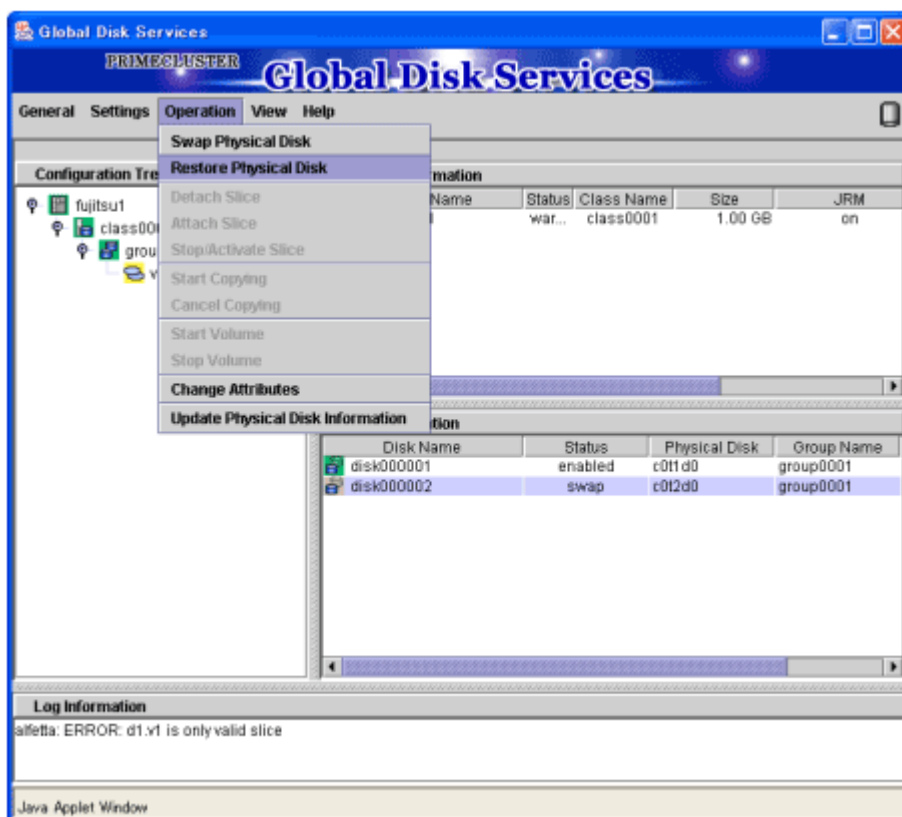 Global Disk Services
PRIMECLUSTER
Global Disk Services
General Settings Operation View Help
Swap Physical Disk
Restore Physical Disk
Detach Slice
Attach Slice
Stop/Activate Slice
Start Copying
Cancel Copying
Start Volume
Stop Volume
Change Attributes
Update Physical Disk Information
Configuration Tre
fujitsu1
class00
grou
v
mation
Name Status Class Name Size JRM
war... class0001 1.00 GB on
tion
Disk Name Status Physical Disk Group Name
disk000001 enabled c0t1d0 group0001
disk000002 swap c0t2d0 group0001
Log Information
alfetta: ERROR: d1.v1 is only valid slice
Java Applet Window